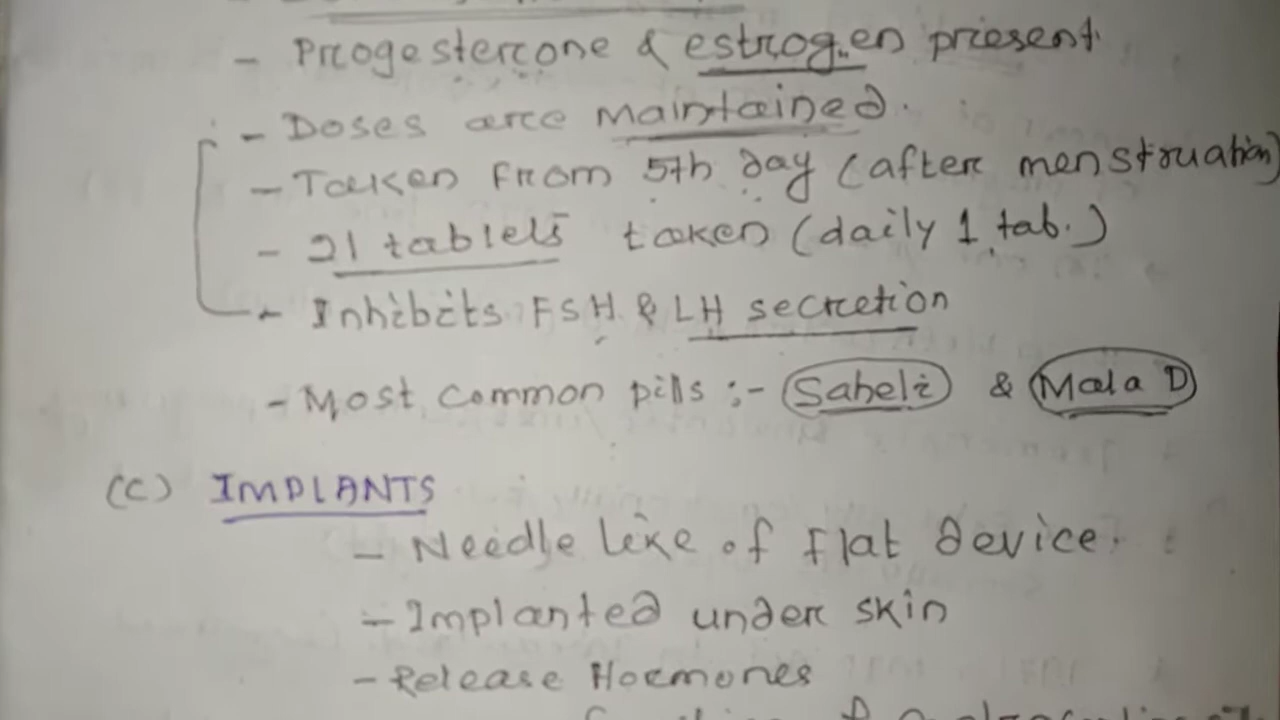 - Progesterone & estrogen present.
- Doses are maintained.
- Taken from 5th day (after menstruation)
- 21 tablets taken (daily 1 tab.)
- Inhibits FSH & LH secretion
- Most common pills :- Saheli & Mala D
(C) IMPLANTS
- Needle like of flat device.
- Implanted under skin
- Release Hormones